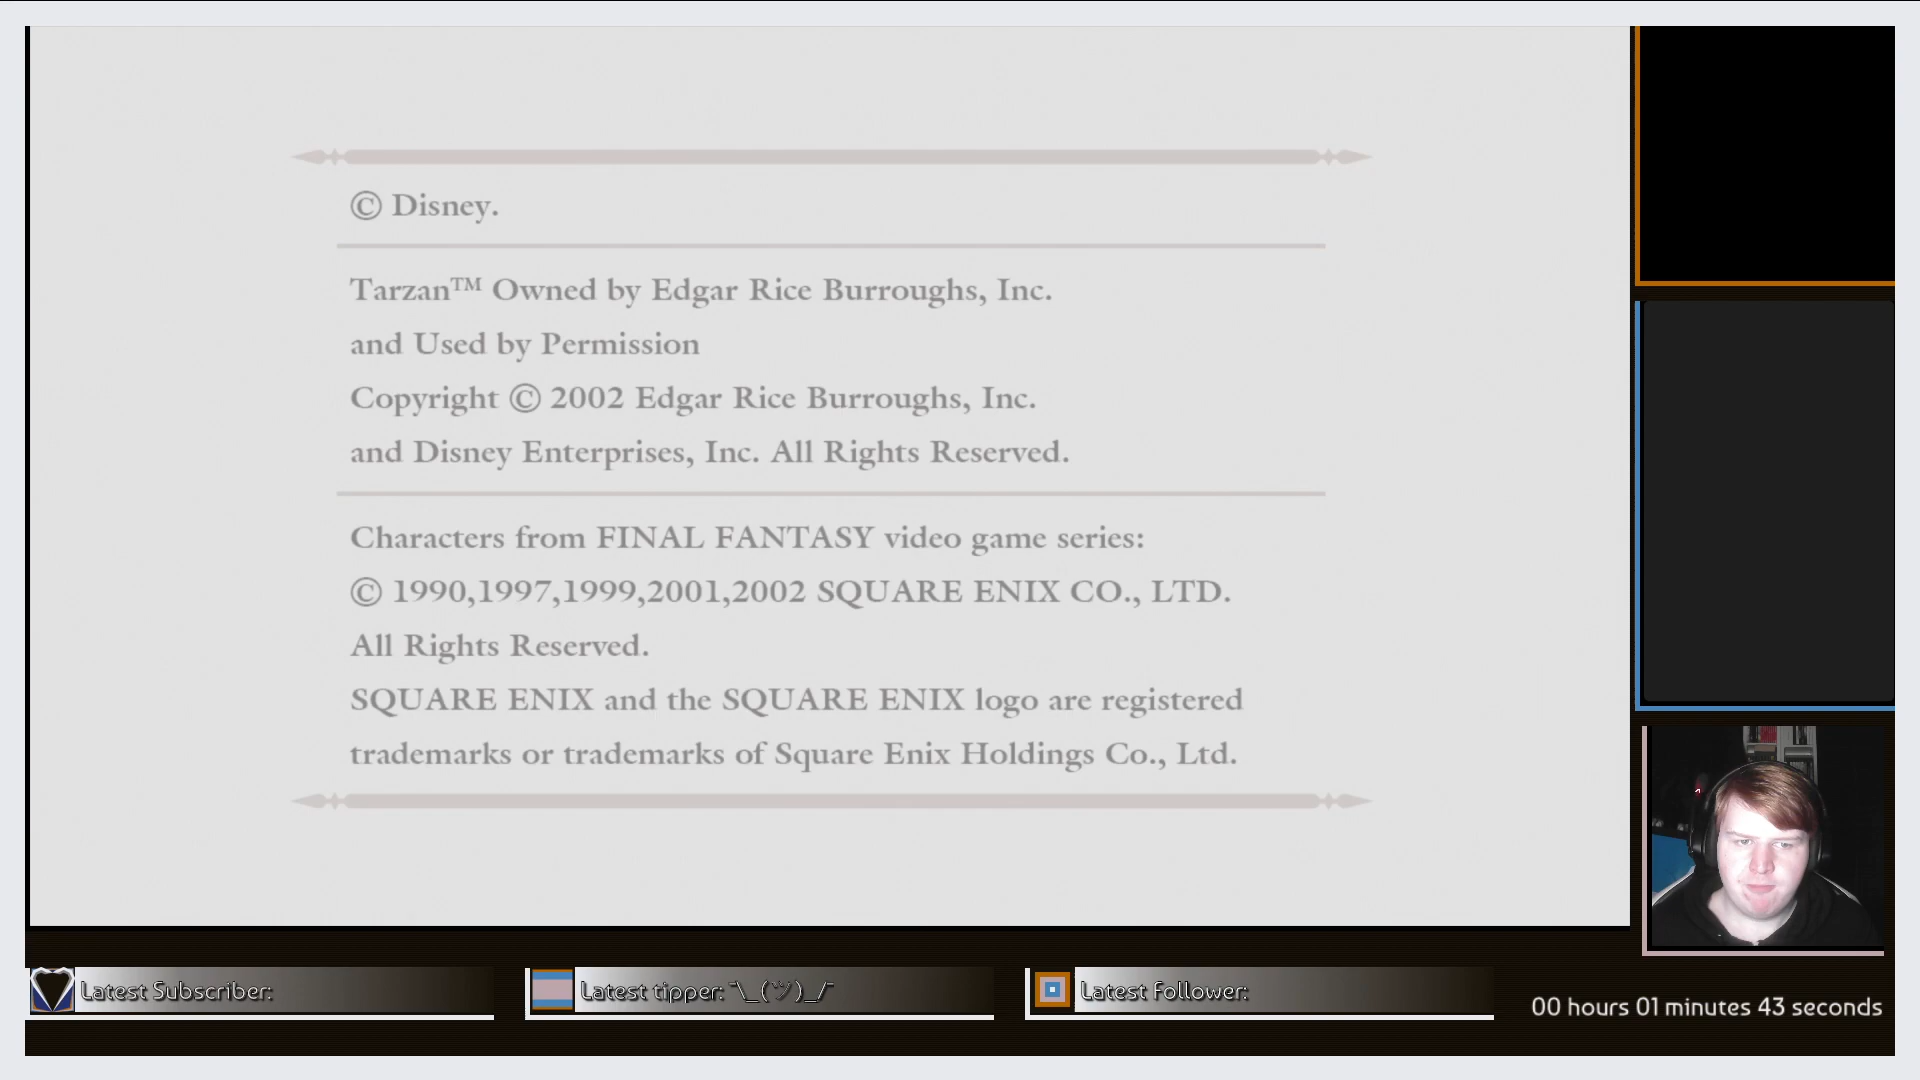 © Disney.
Tarzan™ Owned by Edgar Rice Burroughs, Inc.
and Used by Permission
Copyright © 2002 Edgar Rice Burroughs, Inc.
and Disney Enterprises, Inc. All Rights Reserved.
Characters from FINAL FANTASY video game series:
© 1990,1997,1999,2001,2002 SQUARE ENIX CO., LTD.
All Rights Reserved.
SQUARE ENIX and the SQUARE ENIX logo are registered
trademarks or trademarks of Square Enix Holdings Co., Ltd.
Latest Subscriber:
Latest tipper: ¯\_(ツ)_/¯
Latest Follower:
00 hours 01 minutes 43 seconds